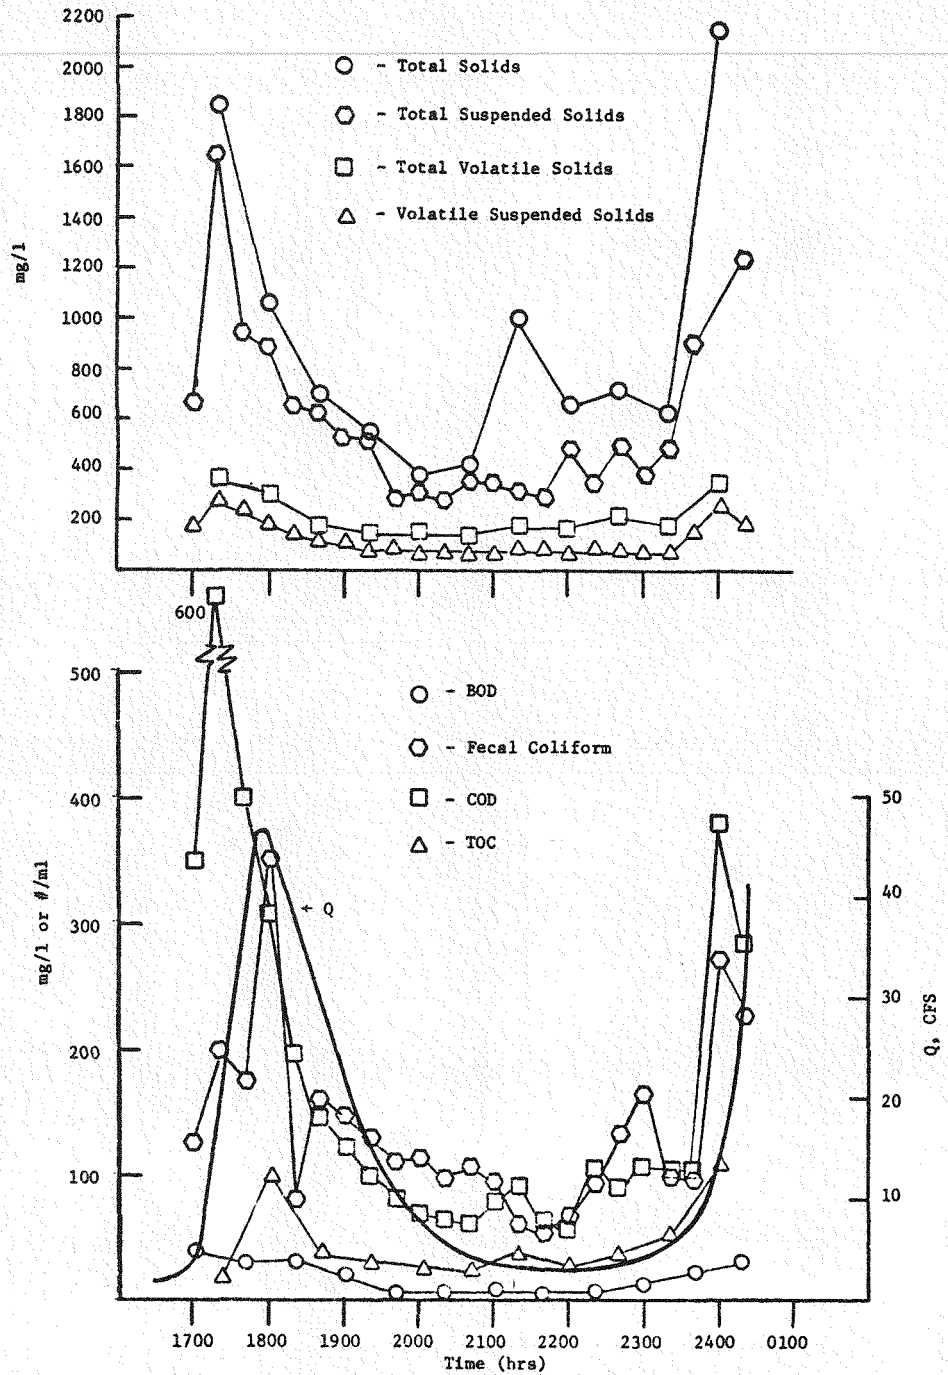 2200
2000
1800
1600
1400
1200
1000
800
600
400
200
mg/l
- Total Solids
- Total Suspended Solids
- Total Volatile Solids
- Volatile Suspended Solids
600
500
400
300
200
100
mg/l or #/ml
- BOD
- Fecal Coliform
- COD
- TOC
← Q
50
40
30
20
10
Q, CFS
1700 1800 1900 2000 2100 2200 2300 2400 0100
Time (hrs)